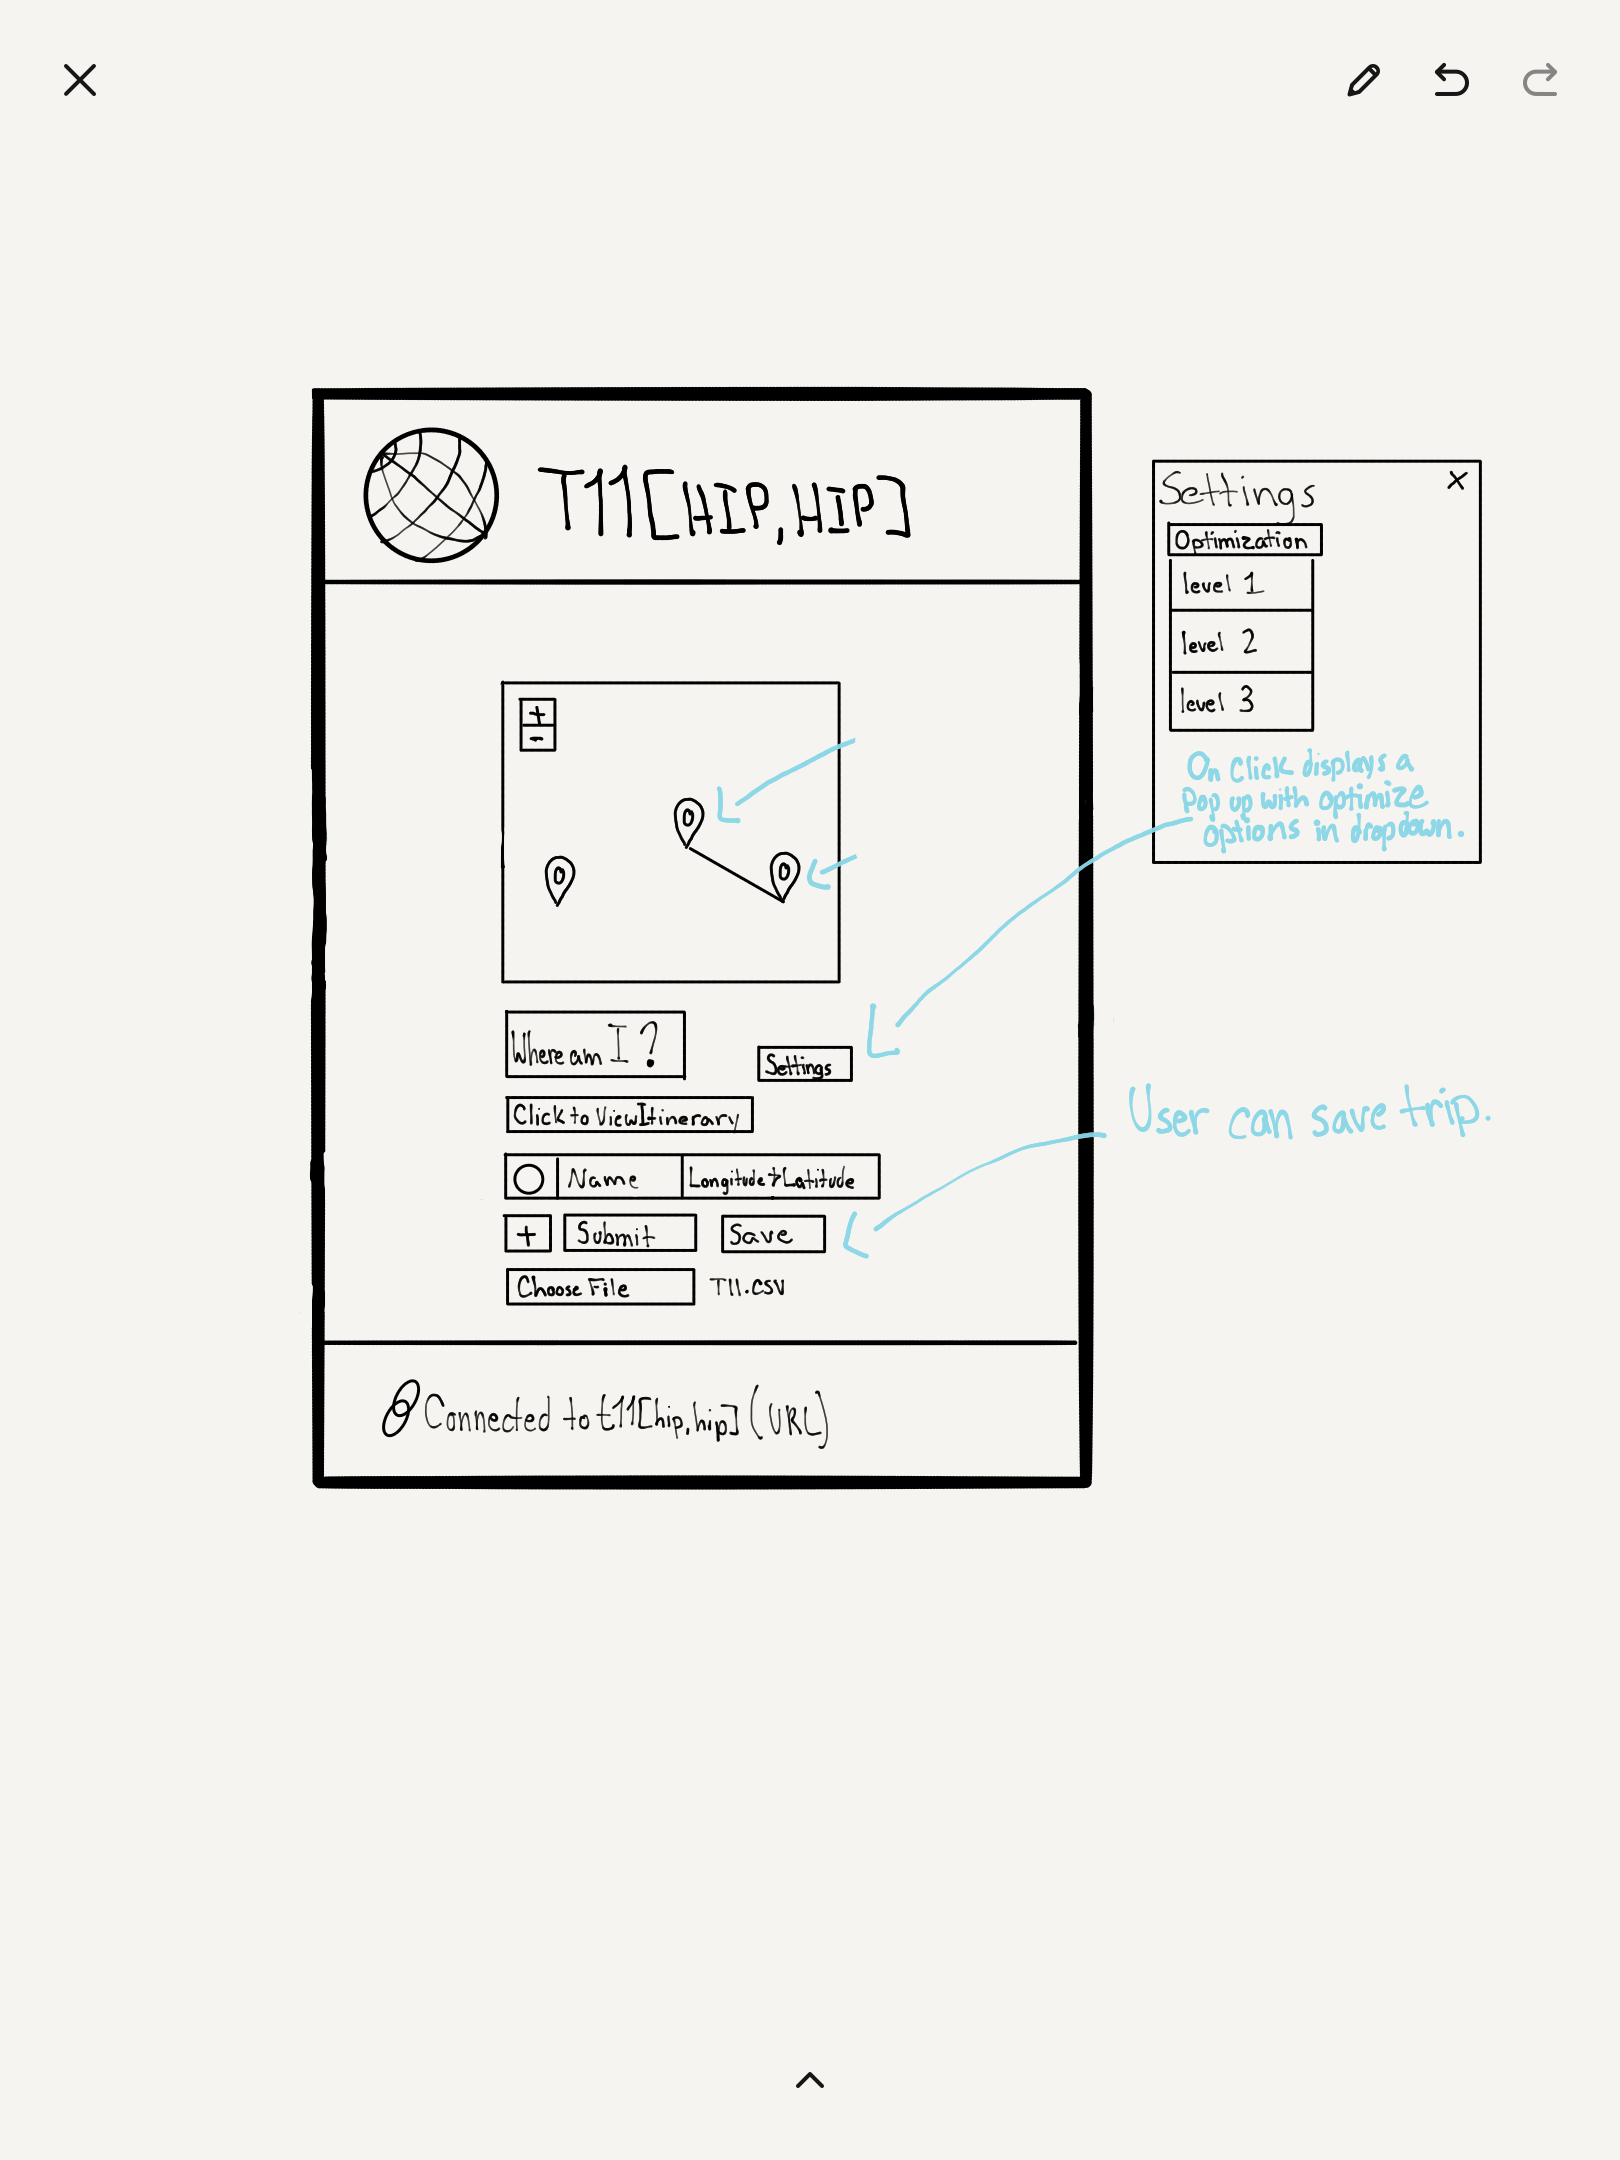 T11[HIP, HIP]
+
-
Where am I?
Settings
Click to View Itinerary
Name
Longitude + Latitude
+
Submit
Save
Choose File
T11.csv
Connected to t11[hip, hip] (URL)
Settings
X
Optimization
level 1
level 2
level 3
On Click displays a
Pop up with optimize
options in dropdown.
User can save trip.